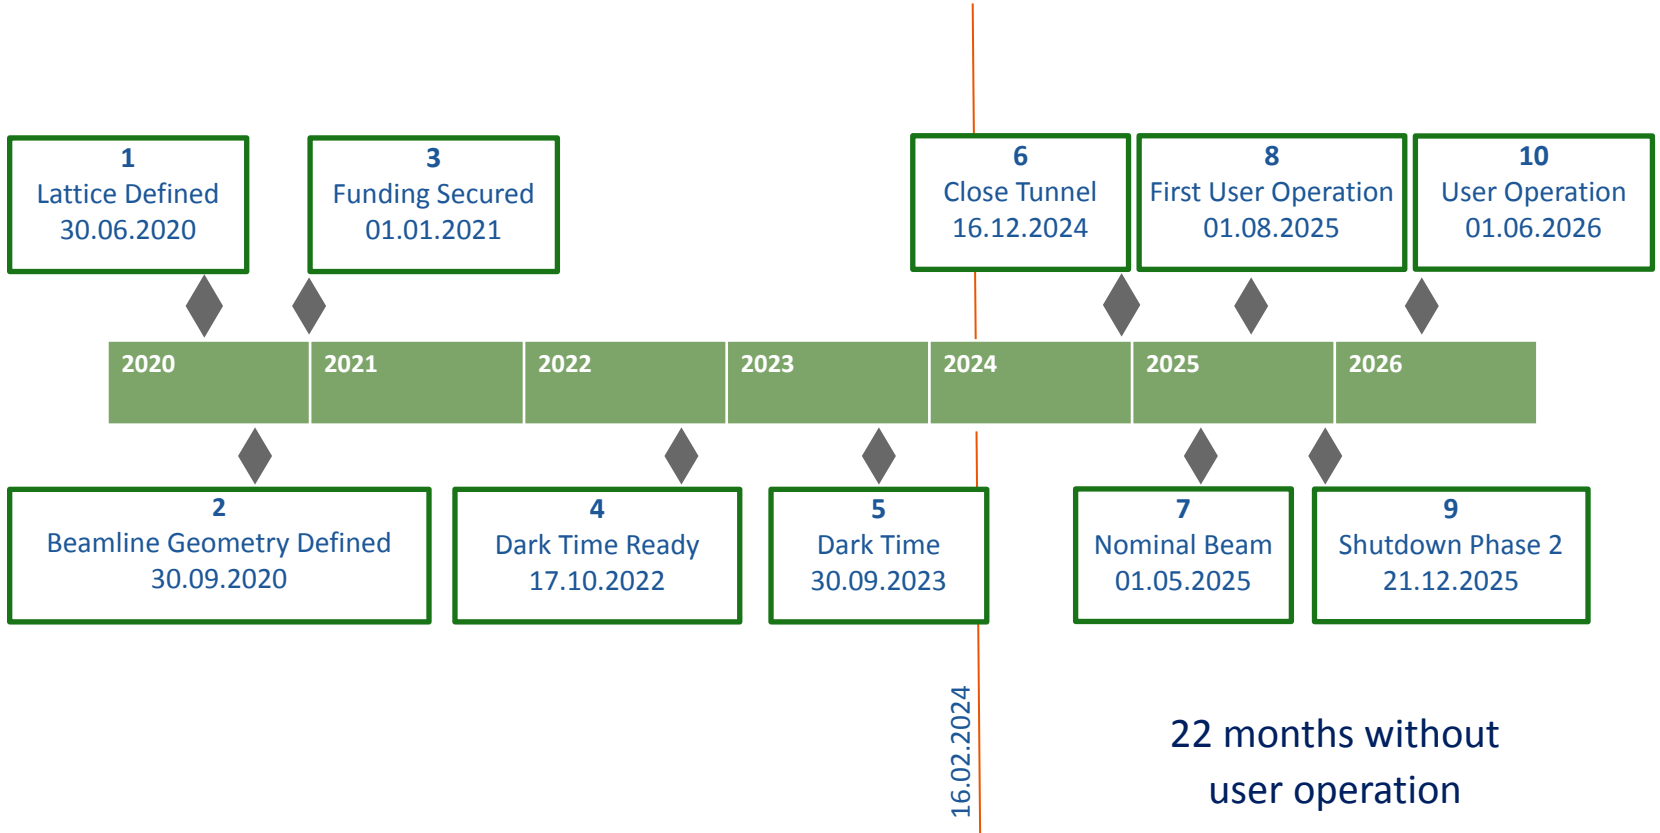 1
Lattice Defined
30.06.2020
3
Funding Secured
01.01.2021
6
Close Tunnel
16.12.2024
8
First User Operation
01.08.2025
10
User Operation
01.06.2026
2020
2021
2022
2023
2024
2025
2026
2
Beamline Geometry Defined
30.09.2020
4
Dark Time Ready
17.10.2022
5
Dark Time
30.09.2023
7
Nominal Beam
01.05.2025
9
Shutdown Phase 2
21.12.2025
16.02.2024
22 months without
user operation